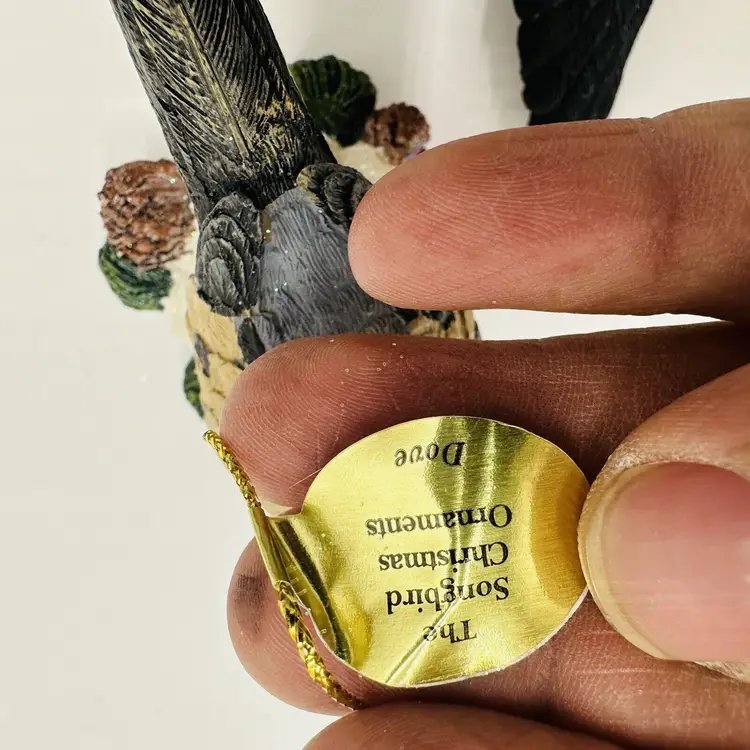 The
Songbird
Christmas
Ornaments
Dove